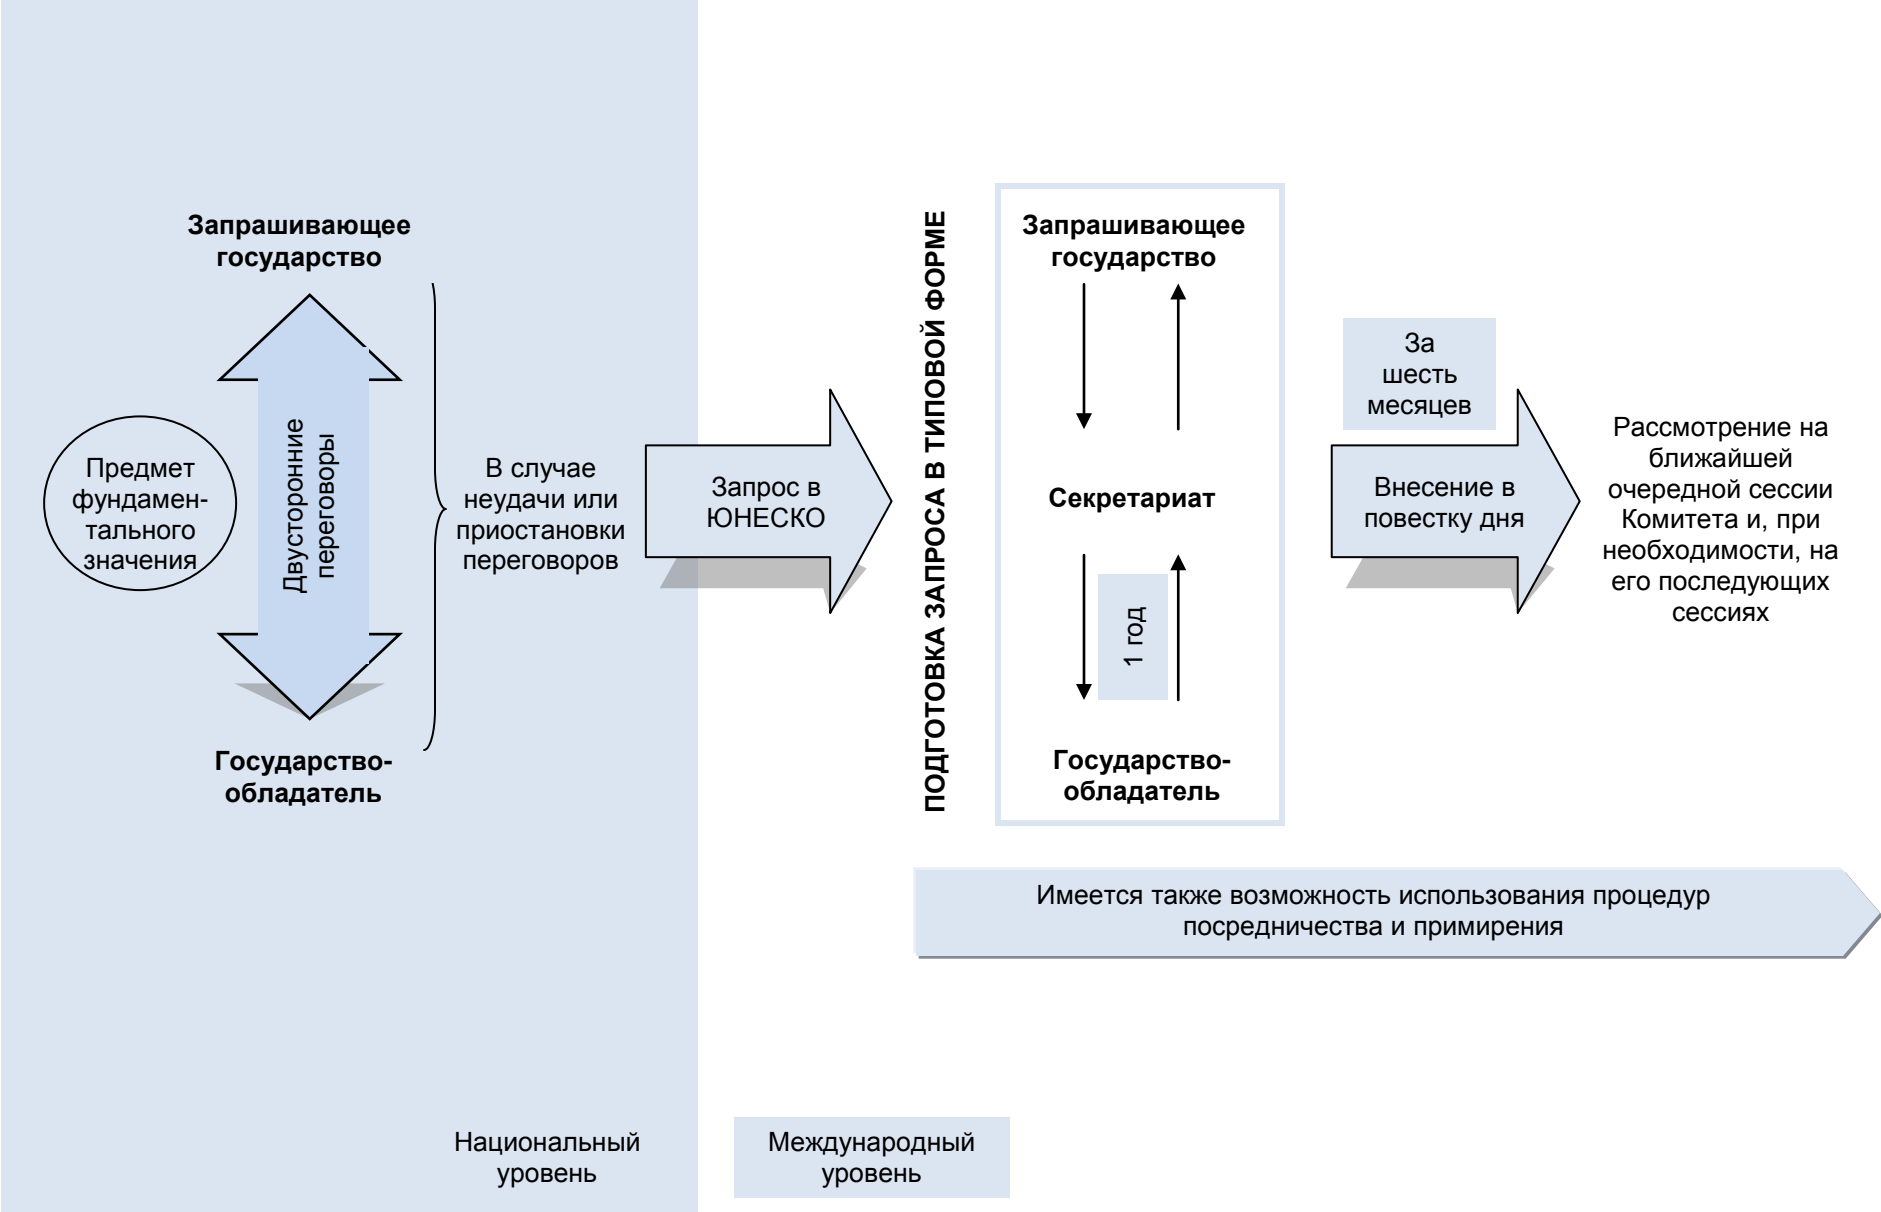 Запрашивающее
государство
Предмет
фундамен-
тального
значения
Двусторонние
переговоры
Государство-
обладатель
В случае
неудачи или
приостановки
переговоров
Запрос в
ЮНЕСКО
ПОДГОТОВКА ЗАПРОСА В ТИПОВОЙ ФОРМЕ
Запрашивающее
государство
Секретариат
1 год
Государство-
обладатель
За
шесть
месяцев
Внесение в
повестку дня
Рассмотрение на
ближайшей
очередной сессии
Комитета и, при
необходимости, на
его последующих
сессиях
Имеется также возможность использования процедур
посредничества и примирения
Национальный
уровень
Международный
уровень